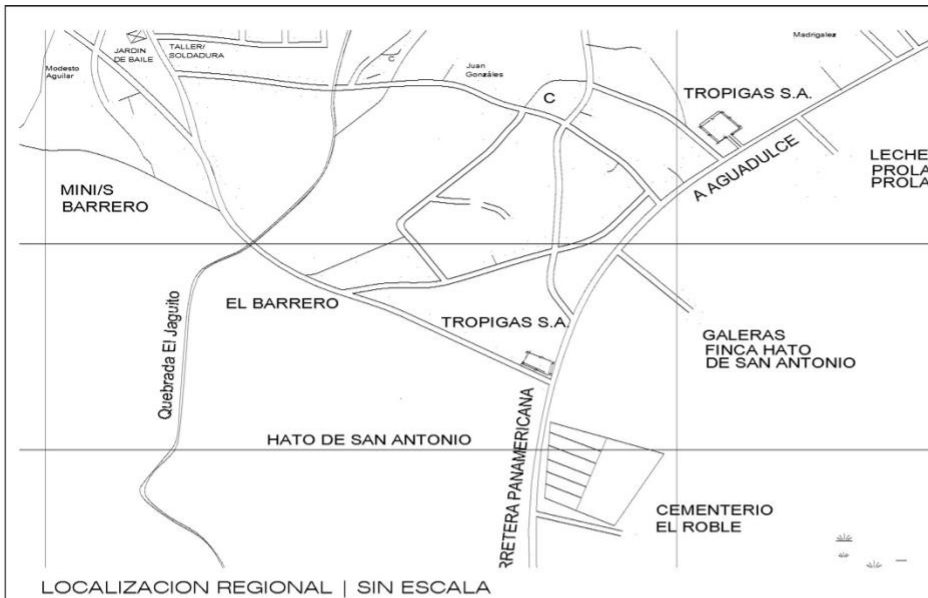 Madrigalez
JARDIN
DE BAILE
TALLER/
SOLDADURA
Modesto
Aguilar
Juan
Gonzáles
C
C
TROPIGAS S.A.
A AGUADULCE
LECHE
PROLA
PROLA
MINI/S
BARRERO
Quebrada El Jaguito
EL BARRERO
TROPIGAS S.A.
GALERAS
FINCA HATO
DE SAN ANTONIO
HATO DE SAN ANTONIO
RRETERA PANAMERICANA
CEMENTERIO
EL ROBLE
LOCALIZACION REGIONAL | SIN ESCALA